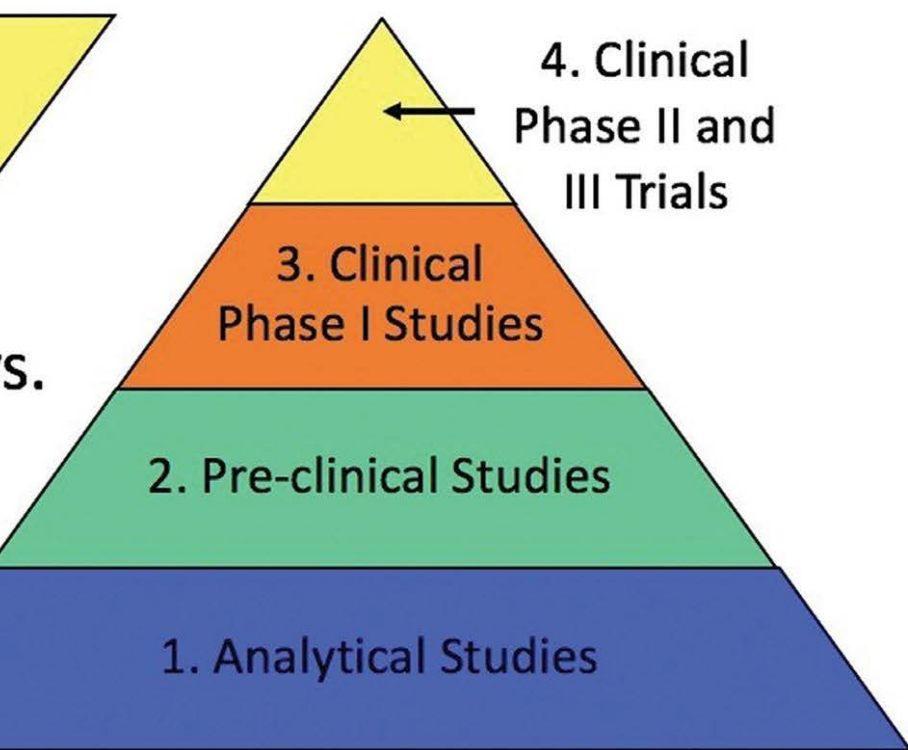 4. Clinical
Phase II and
III Trials
3. Clinical
Phase I Studies
s.
2. Pre-clinical Studies
1. Analytical Studies